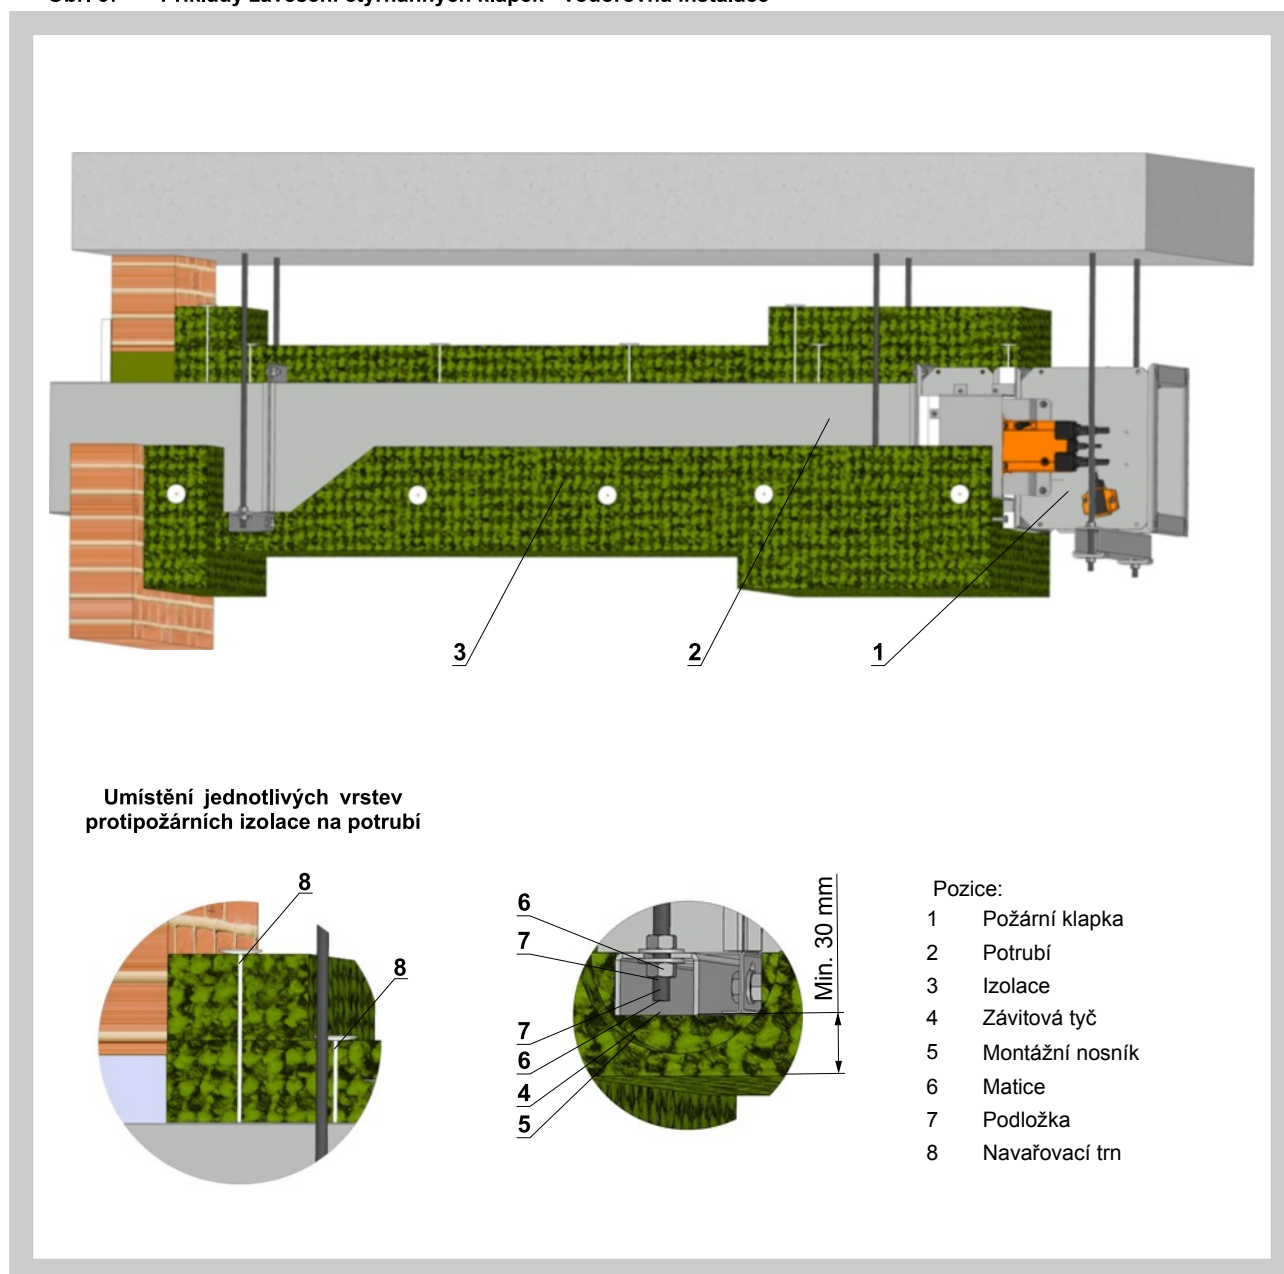 3
2
1
Umístění jednotlivých vrstev
protipožárních izolace na potrubí
8
8
6
7
7
6
4
5
Min. 30 mm
Pozice:
1 Požární klapka
2 Potrubí
3 Izolace
4 Závitová tyč
5 Montážní nosník
6 Matice
7 Podložka
8 Navařovací trn